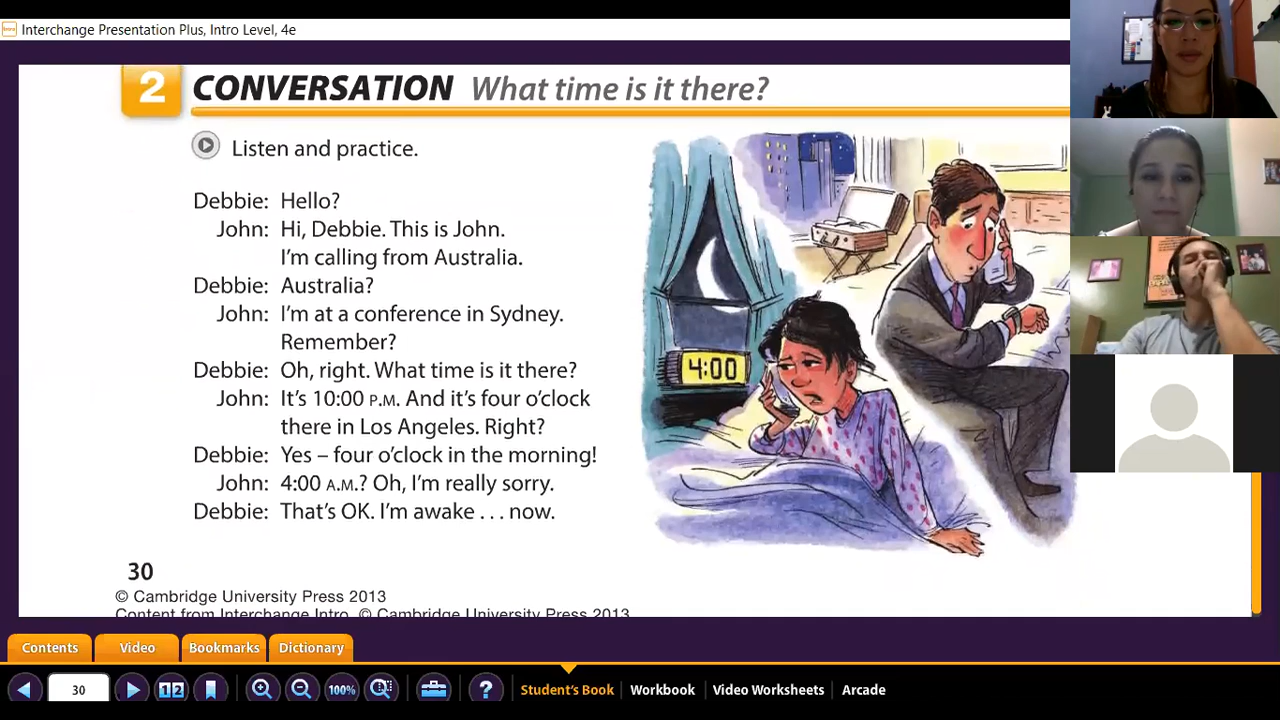 Interchange Presentation Plus, Intro Level, 4e
2 CONVERSATION What time is it there?
Listen and practice.
Debbie: Hello?
John: Hi, Debbie. This is John.
I'm calling from Australia.
Debbie: Australia?
John: I'm at a conference in Sydney.
Remember?
Debbie: Oh, right. What time is it there?
John: It's 10:00 P.M. And it's four o'clock
there in Los Angeles. Right?
Debbie: Yes – four o'clock in the morning!
John: 4:00 A.M.? Oh, I'm really sorry.
Debbie: That's OK. I'm awake . . . now.
4:00
30
© Cambridge University Press 2013
Content from Interchange Intro. © Cambridge University Press 2013
Contents Video Bookmarks Dictionary
30 1 2 100% ? Student's Book Workbook Video Worksheets Arcade